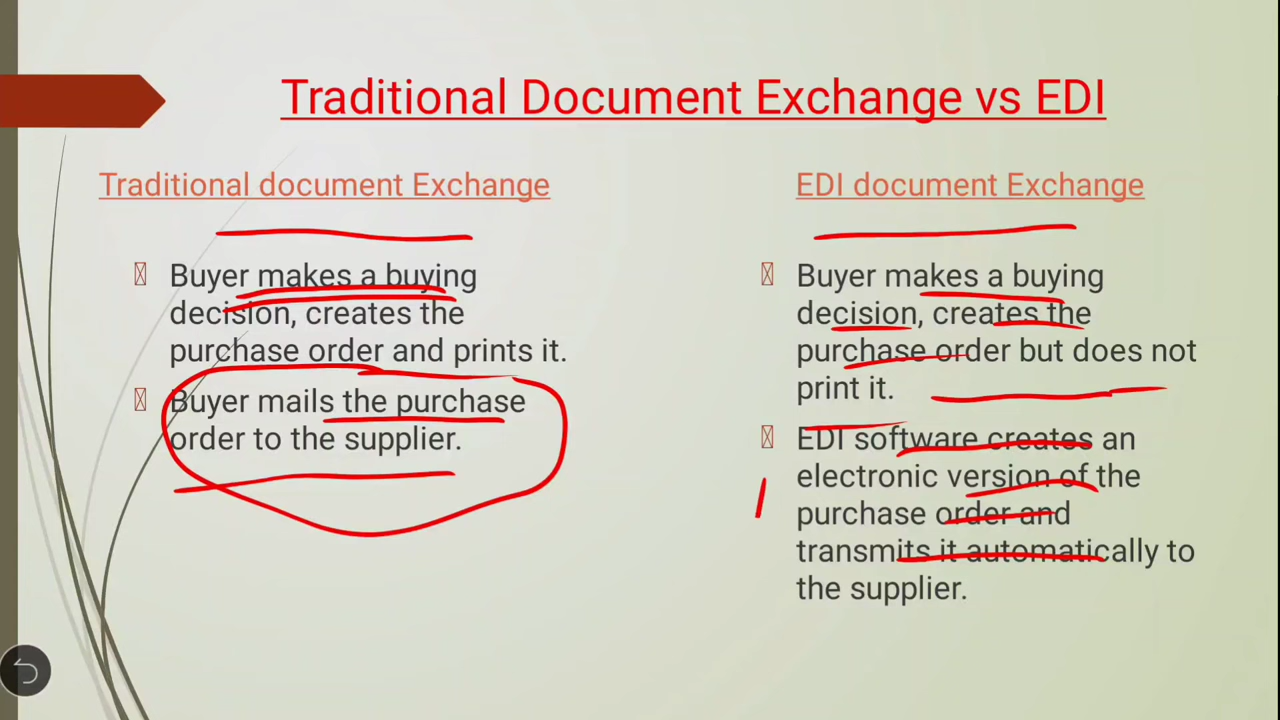 Traditional Document Exchange vs EDI
Traditional document Exchange
Buyer makes a buying
decision, creates the
purchase order and prints it.
Buyer mails the purchase
order to the supplier.
EDI document Exchange
Buyer makes a buying
decision, creates the
purchase order but does not
print it.
EDI software creates an
electronic version of the
purchase order and
transmits it automatically to
the supplier.